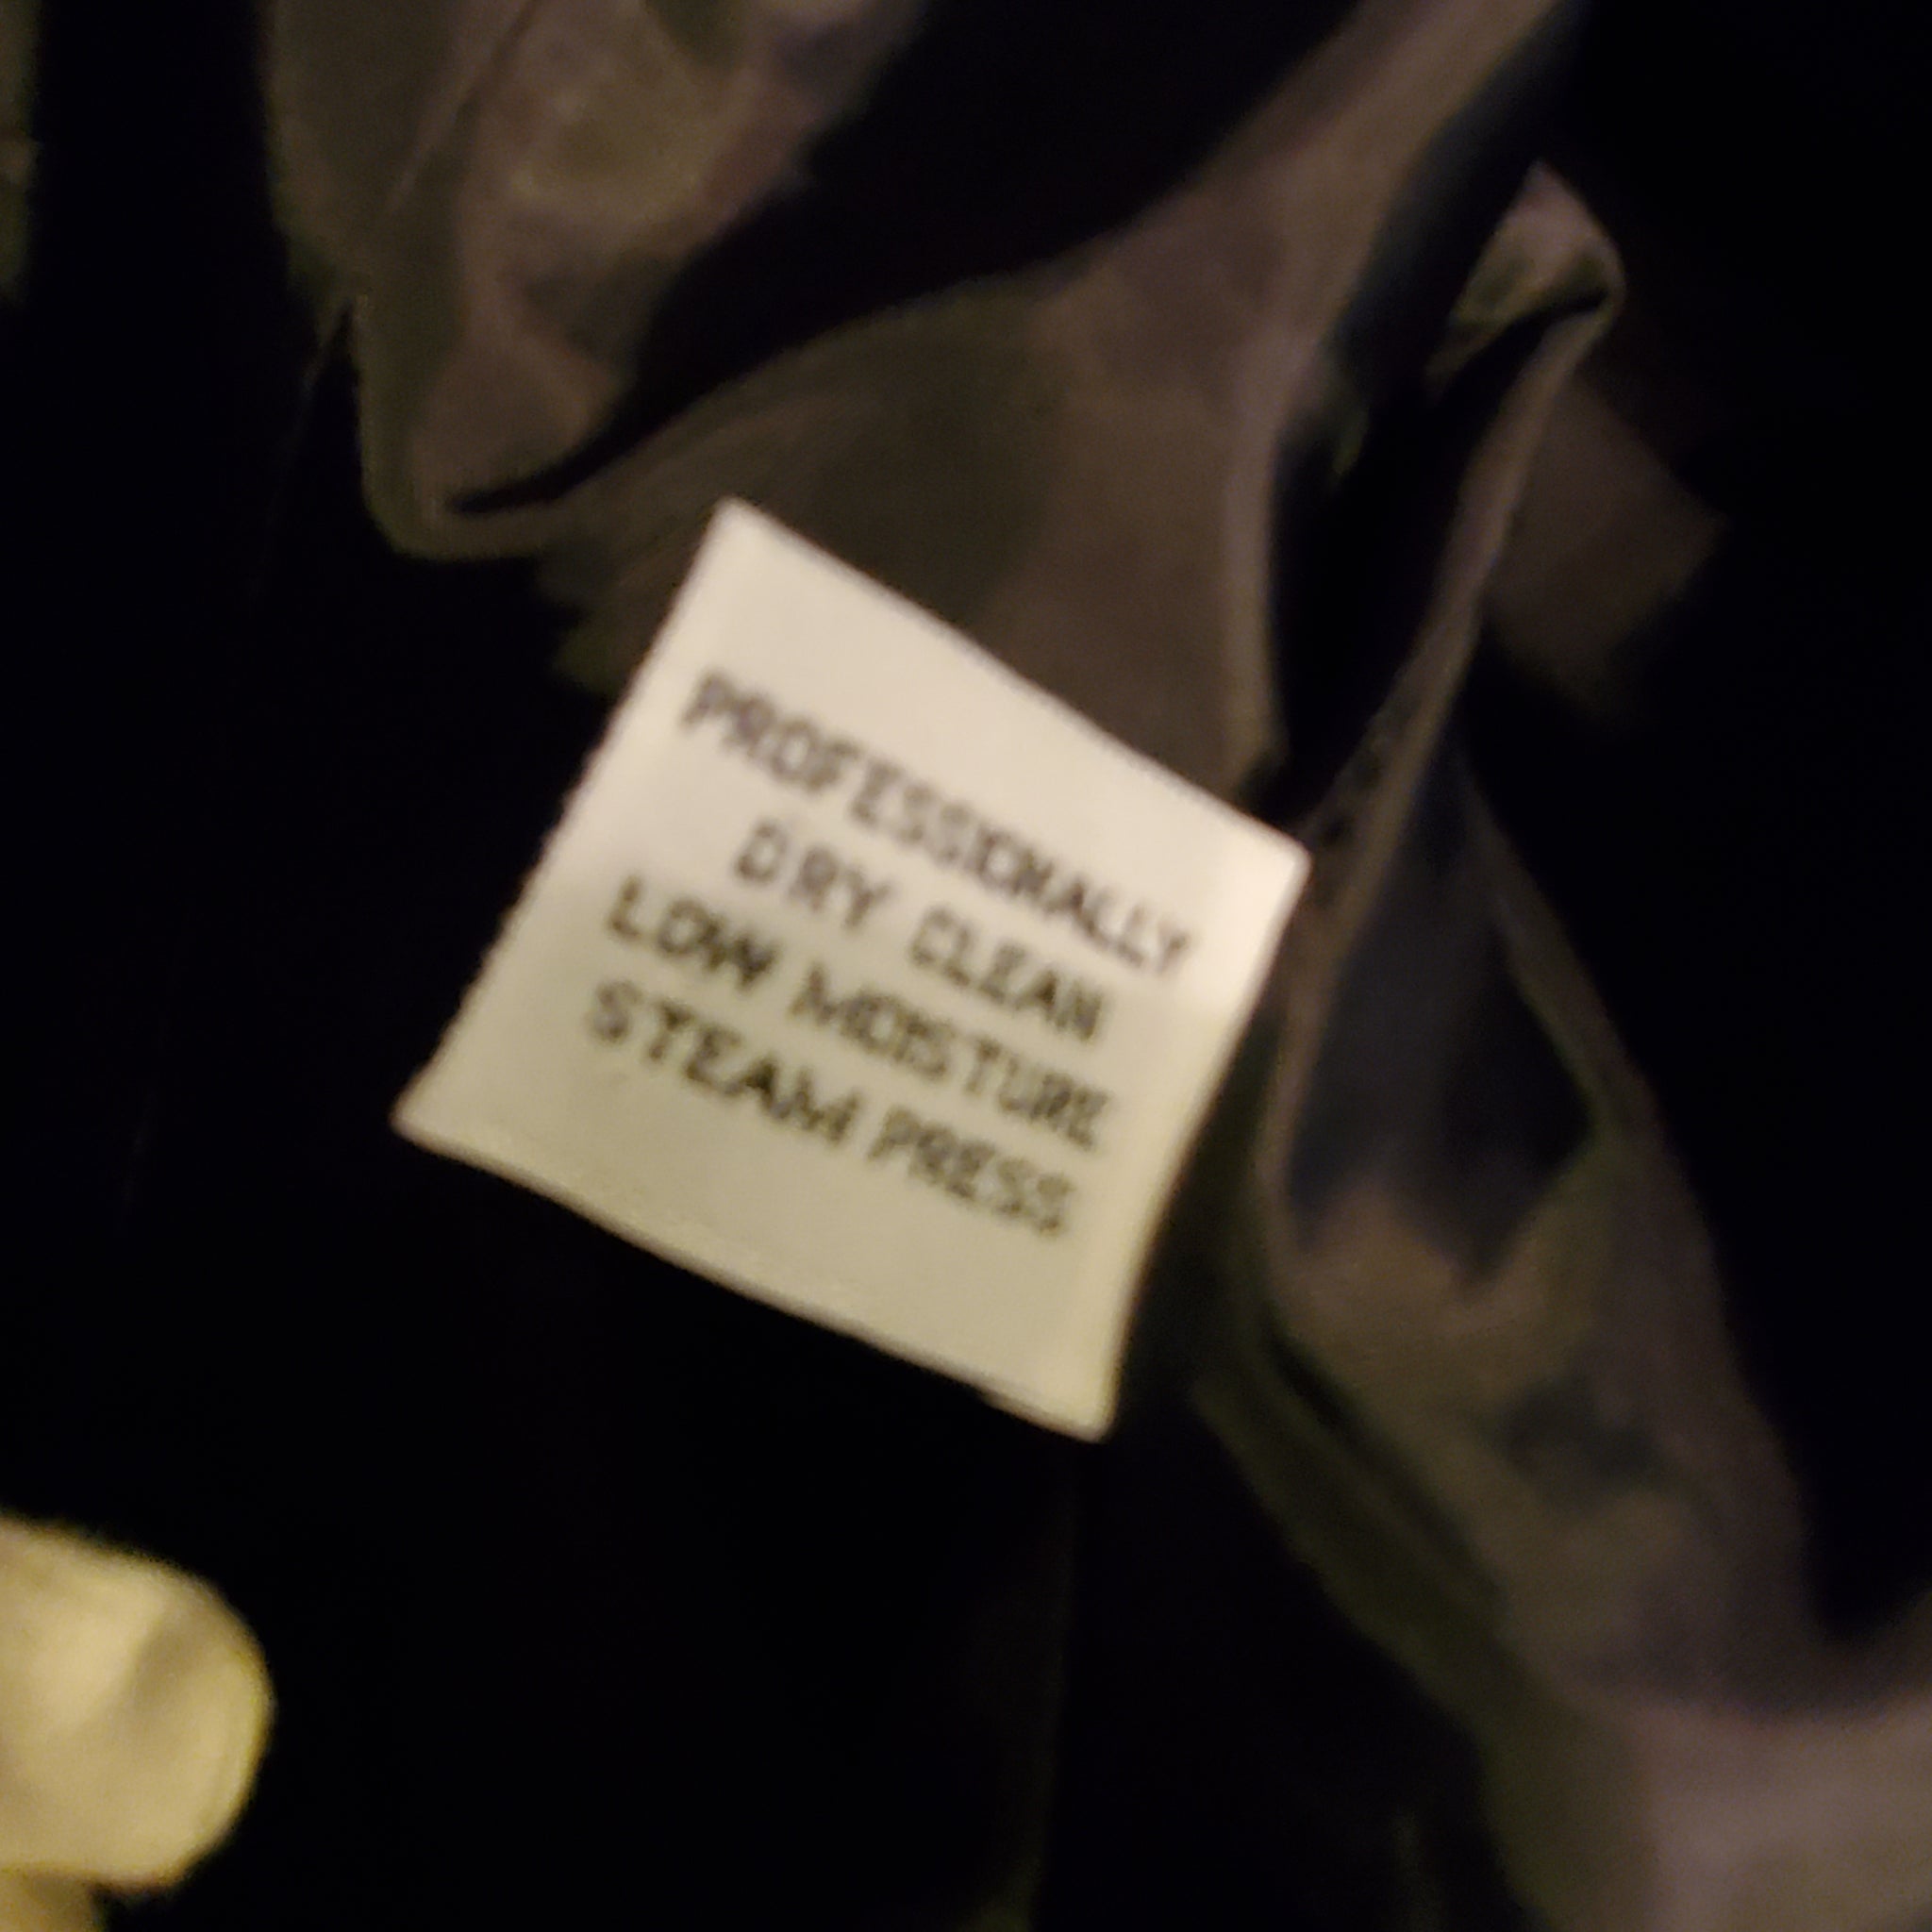 PROFESSIONALLY
DRY CLEAN
LOW MOISTURE
STEAM PRESS